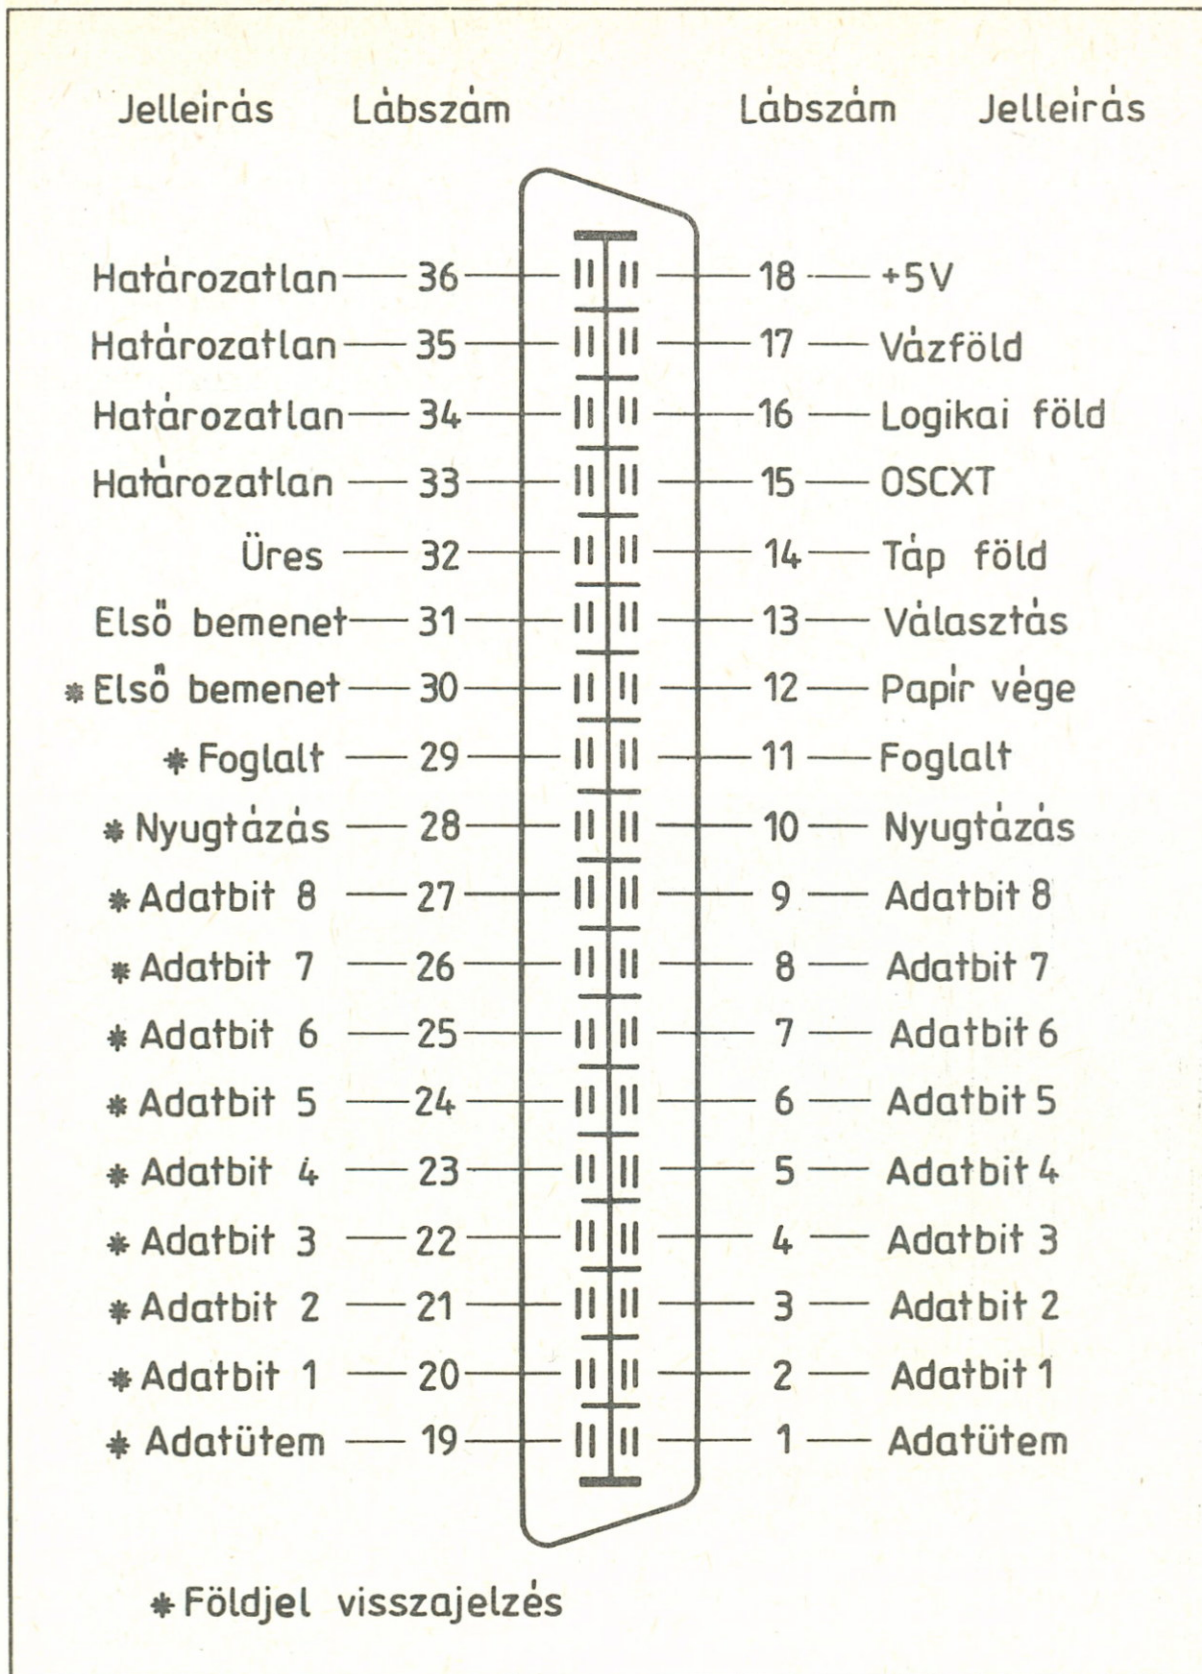 Jelleírás Lábszám Lábszám Jelleírás
Határozatlan 36 18 +5V
Határozatlan 35 17 Vázföld
Határozatlan 34 16 Logikai föld
Határozatlan 33 15 OSCXT
Üres 32 14 Táp föld
Első bemenet 31 13 Választás
* Első bemenet 30 12 Papír vége
* Foglalt 29 11 Foglalt
* Nyugtázás 28 10 Nyugtázás
* Adatbit 8 27 9 Adatbit 8
* Adatbit 7 26 8 Adatbit 7
* Adatbit 6 25 7 Adatbit 6
* Adatbit 5 24 6 Adatbit 5
* Adatbit 4 23 5 Adatbit 4
* Adatbit 3 22 4 Adatbit 3
* Adatbit 2 21 3 Adatbit 2
* Adatbit 1 20 2 Adatbit 1
* Adatütem 19 1 Adatütem
* Földjel visszajelzés